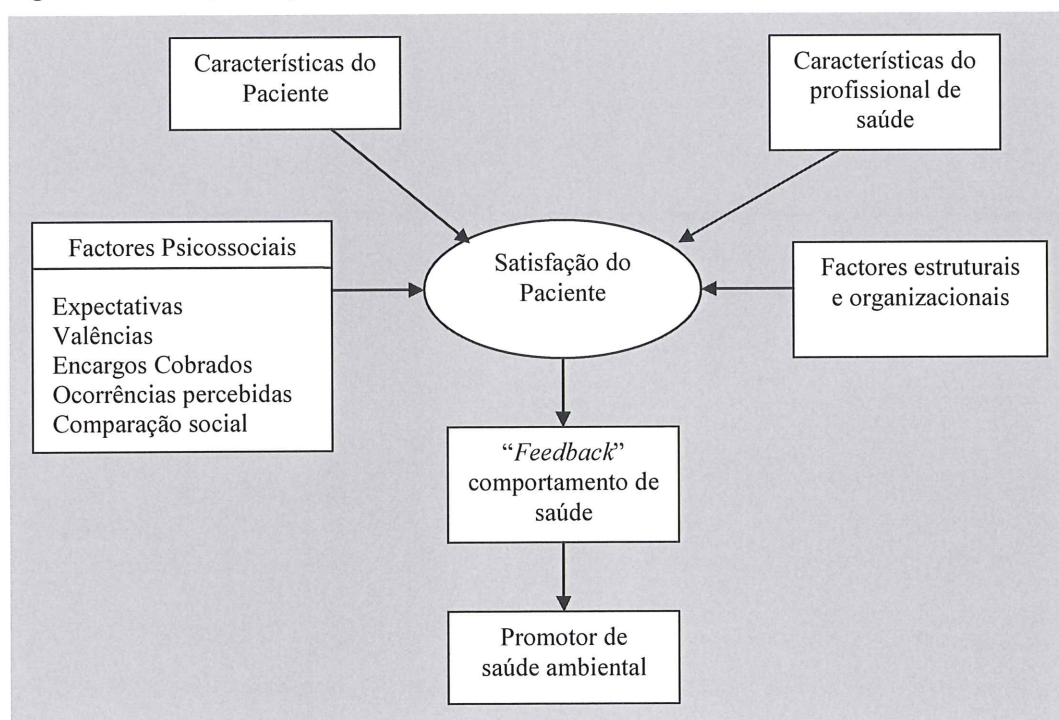 Características do
Paciente
Características do
profissional de
saúde
Factores Psicossociais
Expectativas
Valências
Encargos Cobrados
Ocorrências percebidas
Comparação social
Satisfação do
Paciente
Factores estruturais
e organizacionais
“Feedback”
comportamento de
saúde
Promotor de
saúde ambiental